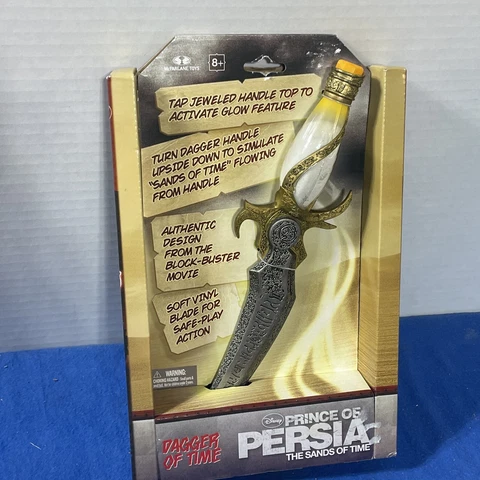 McFARLANE TOYS
8+
TAP JEWELED HANDLE TOP TO
ACTIVATE GLOW FEATURE
TURN DAGGER HANDLE
UPSIDE DOWN TO SIMULATE
"SANDS OF TIME" FLOWING
FROM HANDLE
AUTHENTIC
DESIGN
FROM THE
BLOCK-BUSTER
MOVIE
SOFT VINYL
BLADE FOR
SAFE-PLAY
ACTION
WARNING:
CHOKING HAZARD
DAGGER
OF TIME
Disney
PRINCE OF
PERSIA
THE SANDS OF TIME